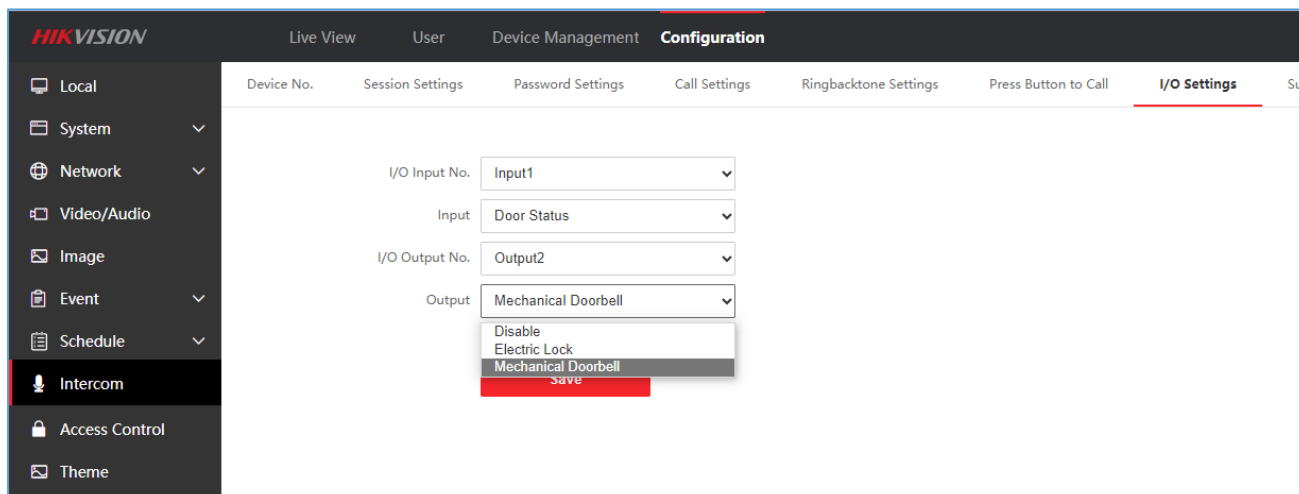 HIKVISION Live View User Device Management Configuration
Local
System
Network
Video/Audio
Image
Event
Schedule
Intercom
Access Control
Theme
Device No. Session Settings Password Settings Call Settings Ringbacktone Settings Press Button to Call I/O Settings Su
I/O Input No. Input1
Input Door Status
I/O Output No. Output2
Output Mechanical Doorbell
Disable
Electric Lock
Mechanical Doorbell
Save